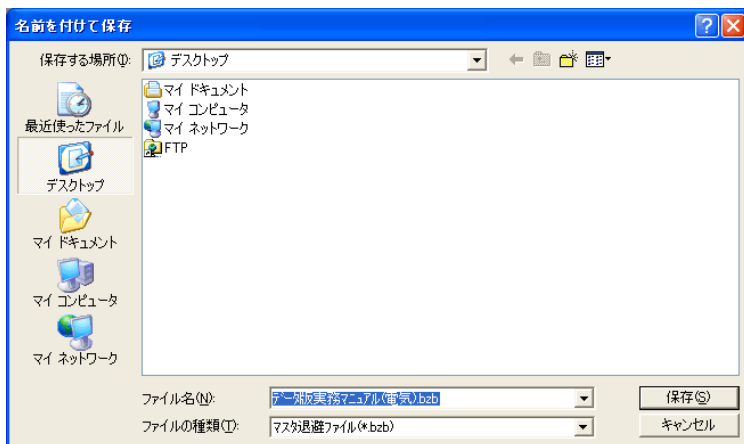 名前を付けて保存
保存する場所(I):
デスクトップ
最近使ったファイル
デスクトップ
マイ ドキュメント
マイ コンピュータ
マイ ネットワーク
マイ ドキュメント
マイ コンピュータ
マイ ネットワーク
FTP
ファイル名(N):
データ版実務マニュアル(電気).bzb
保存(S)
ファイルの種類(T):
マスタ退避ファイル(*.bzb)
キャンセル